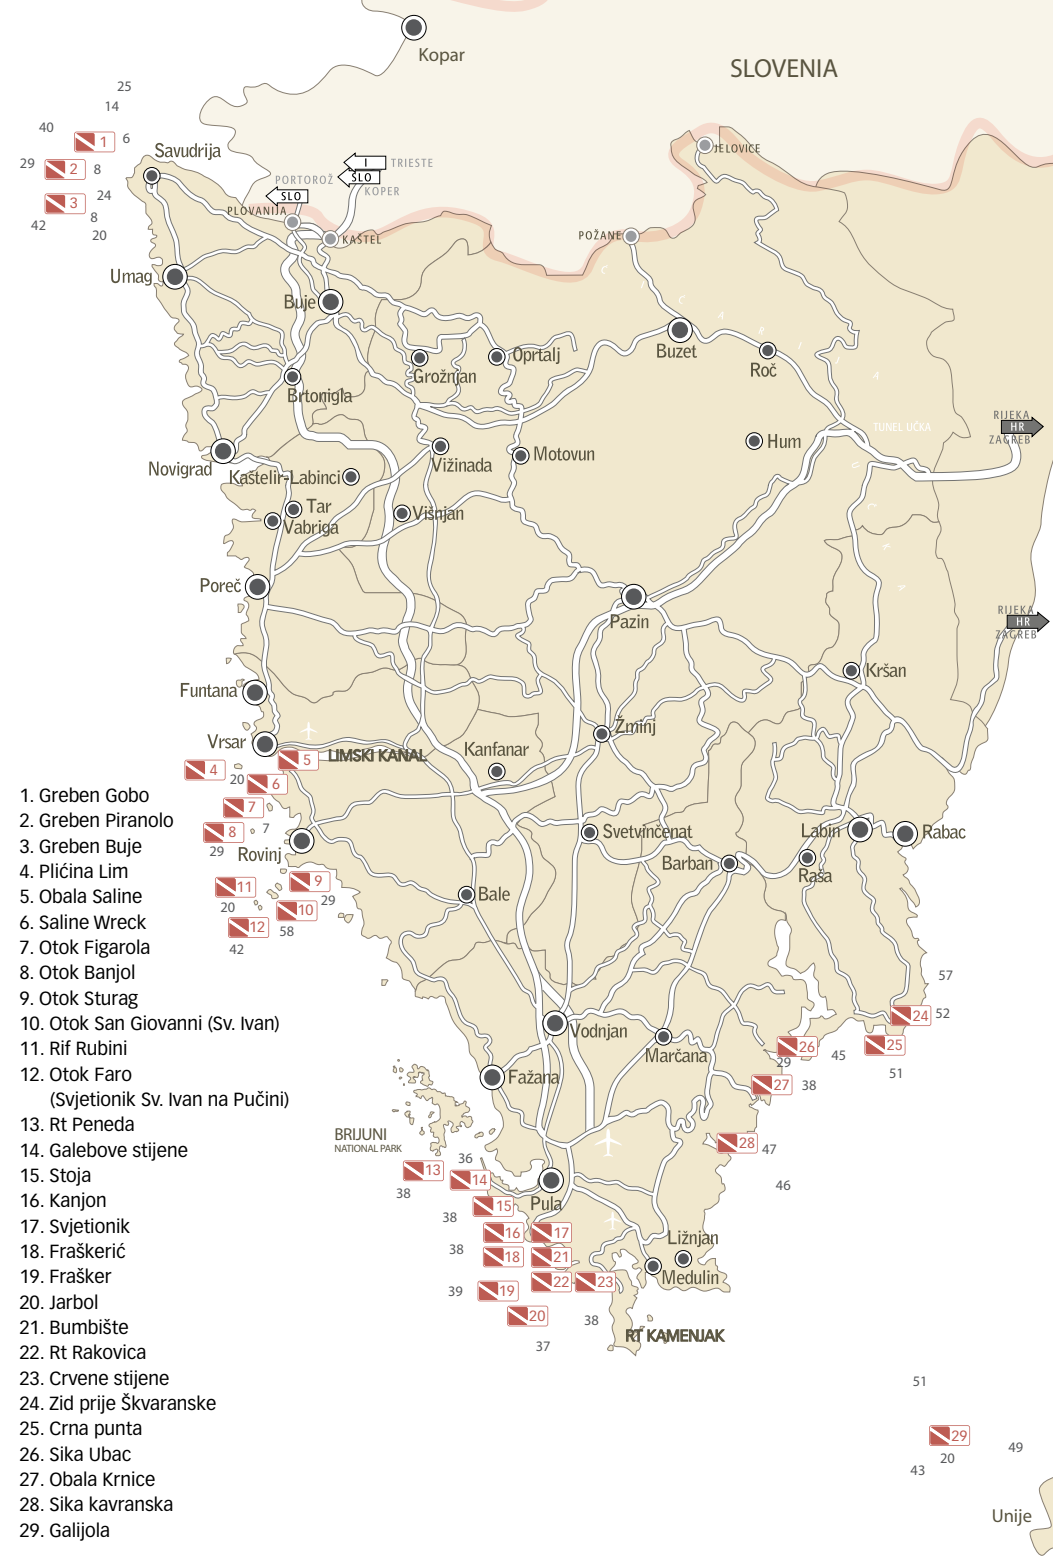 Kopar
SLOVENIA
25
14
40
1
6
Savudrija
JELOVICE
29
2
8
I
TRIESTE
SLO
PORTOROŽ
KOPER
SLO
24
3
PLOVANIJA
8
42
20
KAŠTEL
POŽANE
Umag
Buje
ĆIĆARIJA
Buzet
Oprtalj
Grožnjan
Roč
Brtonigla
RIJEKA
HR
ZAGREB
TUNEL UČKA
Hum
Motovun
Vižinada
Novigrad
Kaštelir-Labinci
Tar
Vabriga
Višnjan
UČKA
Poreč
Pazin
RIJEKA
HR
ZAGREB
Kršan
Funtana
Žminj
Vrsar
Kanfanar
LIMSKI KANAL
5
4
20
6
7
7
8
29
Rovinj
Svetvinčenat
Labin
Rabac
Barban
Raša
9
11
29
20
10
Bale
12
58
42
57
24
52
Vodnjan
Marčana
26
29
45
25
51
Fažana
27
38
BRIJUNI
NATIONAL PARK
28
47
36
13
14
38
46
15
Pula
38
16
17
Ližnjan
38
18
21
Medulin
22
23
39
19
20
38
RT KAMENJAK
37
51
29
49
20
43
Unije
1. Greben Gobo
2. Greben Piranolo
3. Greben Buje
4. Plićina Lim
5. Obala Saline
6. Saline Wreck
7. Otok Figarola
8. Otok Banjol
9. Otok Sturag
10. Otok San Giovanni (Sv. Ivan)
11. Rif Rubini
12. Otok Faro
(Svjetionik Sv. Ivan na Pučini)
13. Rt Peneda
14. Galebove stijene
15. Stoja
16. Kanjon
17. Svjetionik
18. Fraškerić
19. Frašker
20. Jarbol
21. Bumbište
22. Rt Rakovica
23. Crvene stijene
24. Zid prije Škvaranske
25. Crna punta
26. Sika Ubac
27. Obala Krnice
28. Sika kavranska
29. Galijola